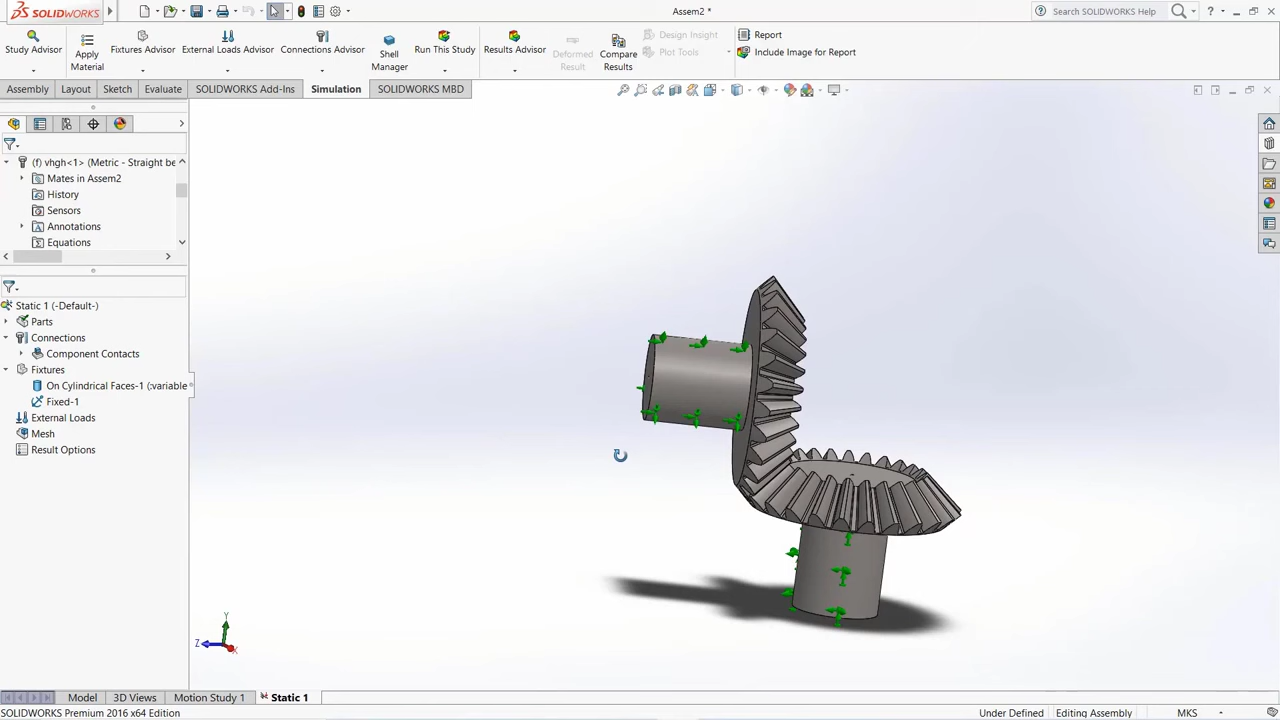 SOLIDWORKS
Assem2 *
Search SOLIDWORKS Help
Study Advisor
Apply Material
Fixtures Advisor
External Loads Advisor
Connections Advisor
Shell Manager
Run This Study
Results Advisor
Deformed Result
Compare Results
Design Insight
Plot Tools
Report
Include Image for Report
Assembly
Layout
Sketch
Evaluate
SOLIDWORKS Add-Ins
Simulation
SOLIDWORKS MBD
(f) vhgh<1> (Metric - Straight be
Mates in Assem2
History
Sensors
Annotations
Equations
Static 1 (-Default-)
Parts
Connections
Component Contacts
Fixtures
On Cylindrical Faces-1 (:variable
Fixed-1
External Loads
Mesh
Result Options
Y
Z
X
Model
3D Views
Motion Study 1
Static 1
SOLIDWORKS Premium 2016 x64 Edition
Under Defined
Editing Assembly
MKS